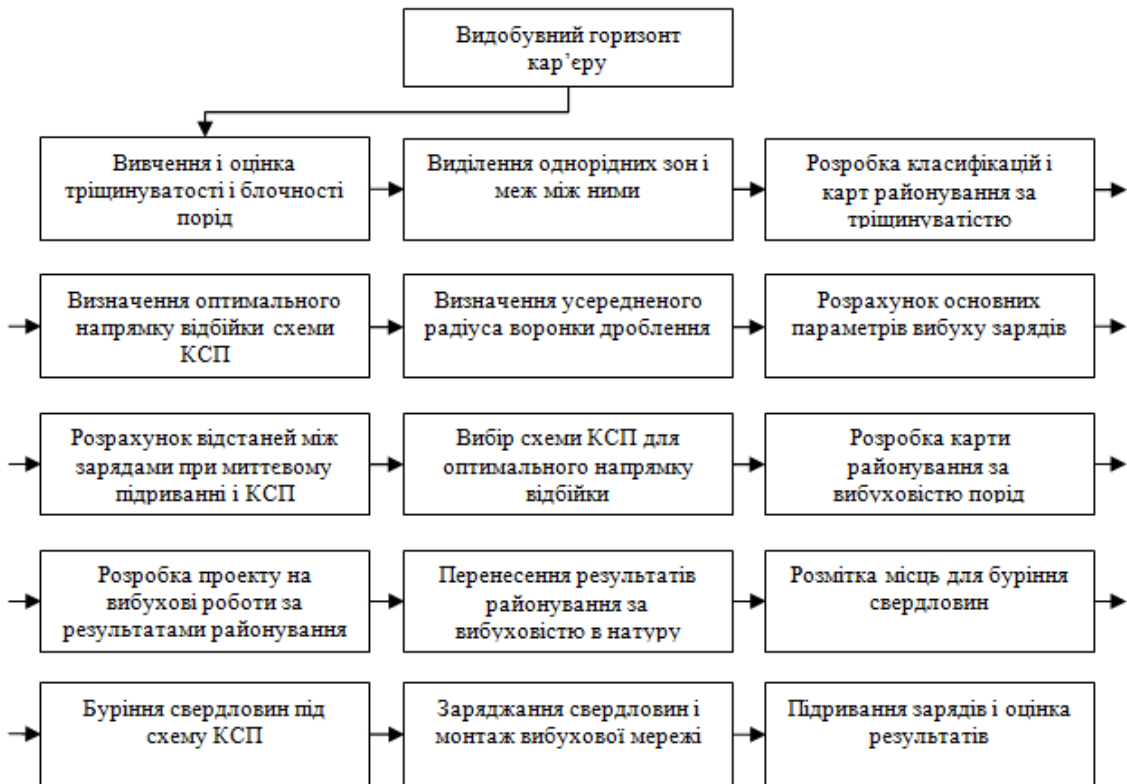 Видобувний горизонт
кар’єру
Вивчення і оцінка
тріщинуватості і блочності
порід
Виділення однорідних зон і
меж між ними
Розробка класифікацій і
карт районування за
тріщинуватістю
Визначення оптимального
напрямку відбійки схеми
КСП
Визначення усередненого
радіуса воронки дроблення
Розрахунок основних
параметрів вибуху зарядів
Розрахунок відстаней між
зарядами при миттєвому
підриванні і КСП
Вибір схеми КСП для
оптимального напрямку
відбійки
Розробка карти
районування за
вибуховістю порід
Розробка проекту на
вибухові роботи за
результатами районування
Перенесення результатів
районування за
вибуховістю в натуру
Розмітка місць для буріння
свердловин
Буріння свердловин під
схему КСП
Заряджання свердловин і
монтаж вибухової мережі
Підривання зарядів і оцінка
результатів